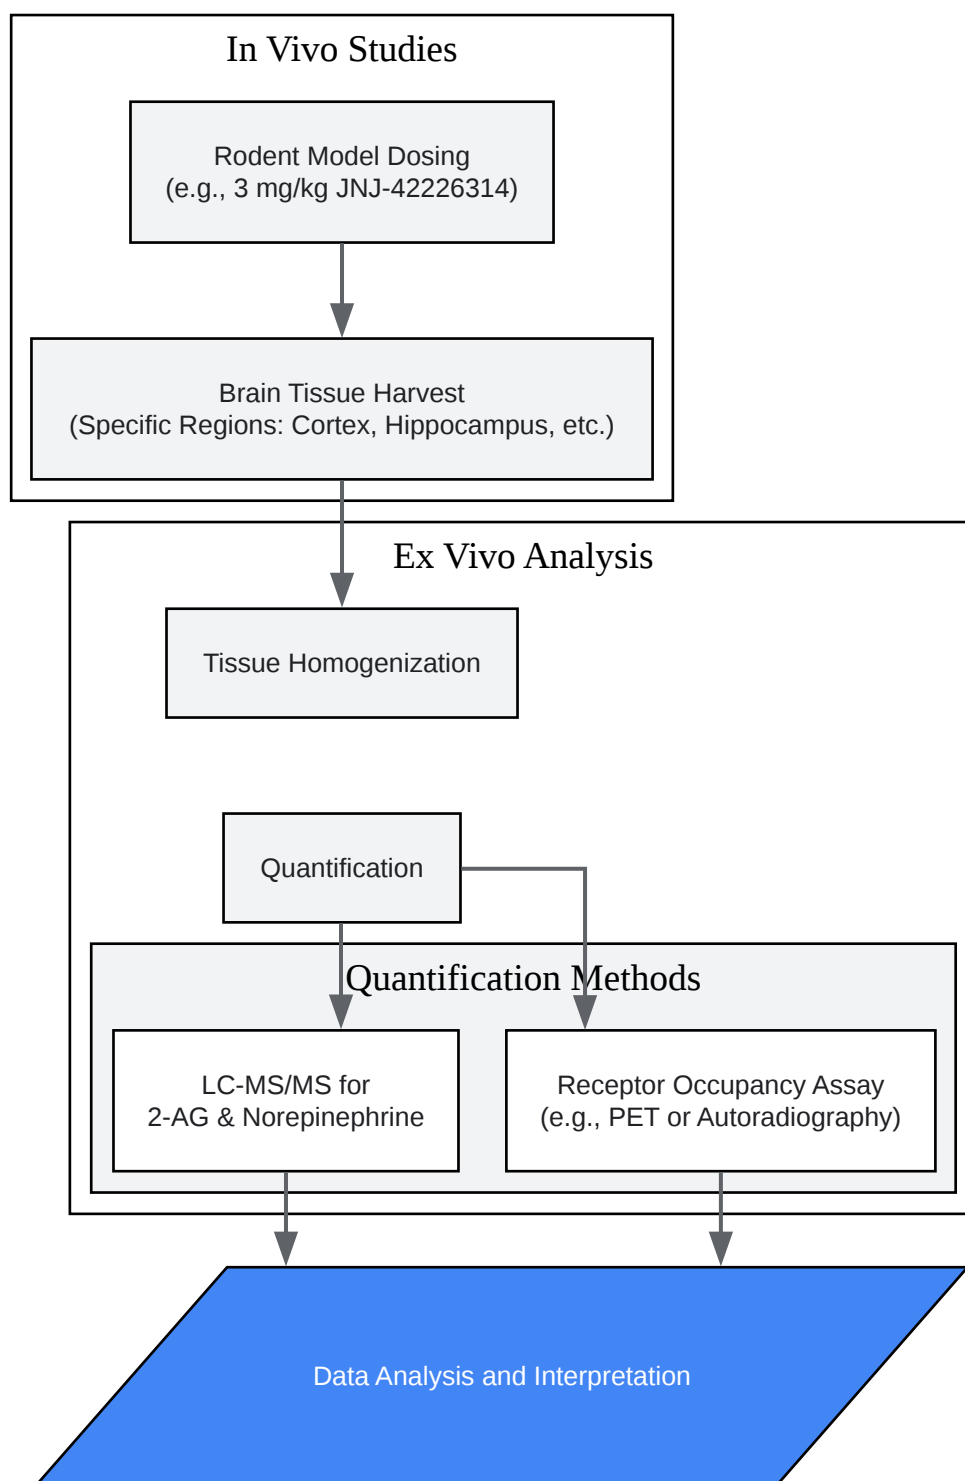 In Vivo Studies
Rodent Model Dosing
(e.g., 3 mg/kg JNJ-42226314)
Brain Tissue Harvest
(Specific Regions: Cortex, Hippocampus, etc.)
Ex Vivo Analysis
Tissue Homogenization
Quantification
Quantification Methods
LC-MS/MS for
2-AG & Norepinephrine
Receptor Occupancy Assay
(e.g., PET or Autoradiography)
Data Analysis and Interpretation